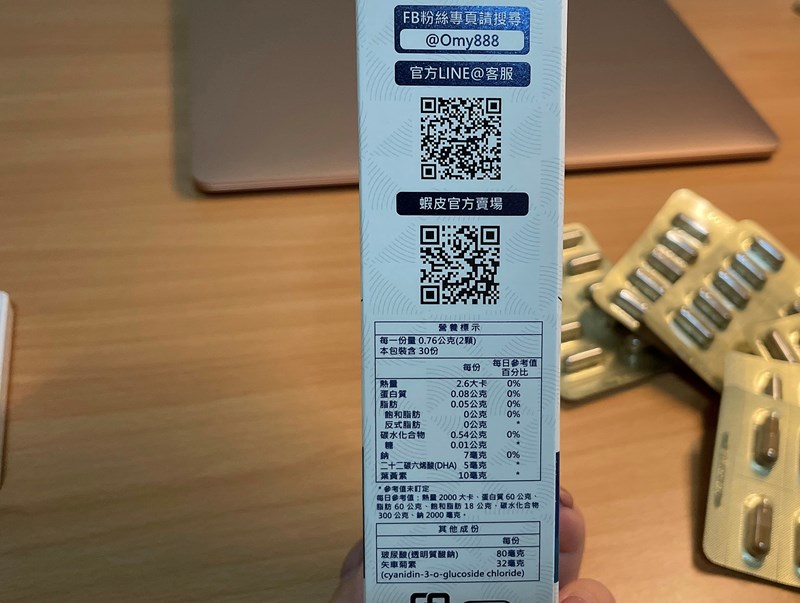 FB粉絲專頁請搜尋
@Omy888
官方LINE@客服
蝦皮官方賣場
營養標示
每一份量 0.76公克(2顆)
本包裝含 30份
每份 每日參考值百分比
熱量 2.6大卡 0%
蛋白質 0.08公克 0%
脂肪 0.05公克 0%
飽和脂肪 0公克 0%
反式脂肪 0公克 *
碳水化合物 0.54公克 0%
糖 0.01公克 *
鈉 7毫克 0%
二十二碳六烯酸(DHA) 5毫克 *
葉黃素 10毫克 *
* 參考值未訂定
每日參考值：熱量 2000 大卡、蛋白質 60 公克、
脂肪 60 公克、飽和脂肪 18 公克、碳水化合物
300 公克、鈉 2000 毫克。
其他成份
每份
玻尿酸(透明質酸鈉) 80毫克
矢車菊素 32毫克
(cyanidin-3-o-glucoside chloride)